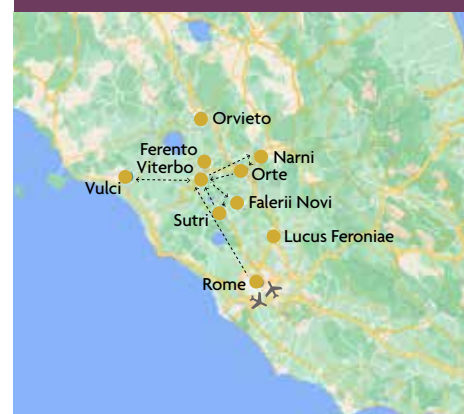 Orvieto
Ferento
Viterbo
Narni
Orte
Vulci
Falerii Novi
Sutri
Lucus Feroniae
Rome